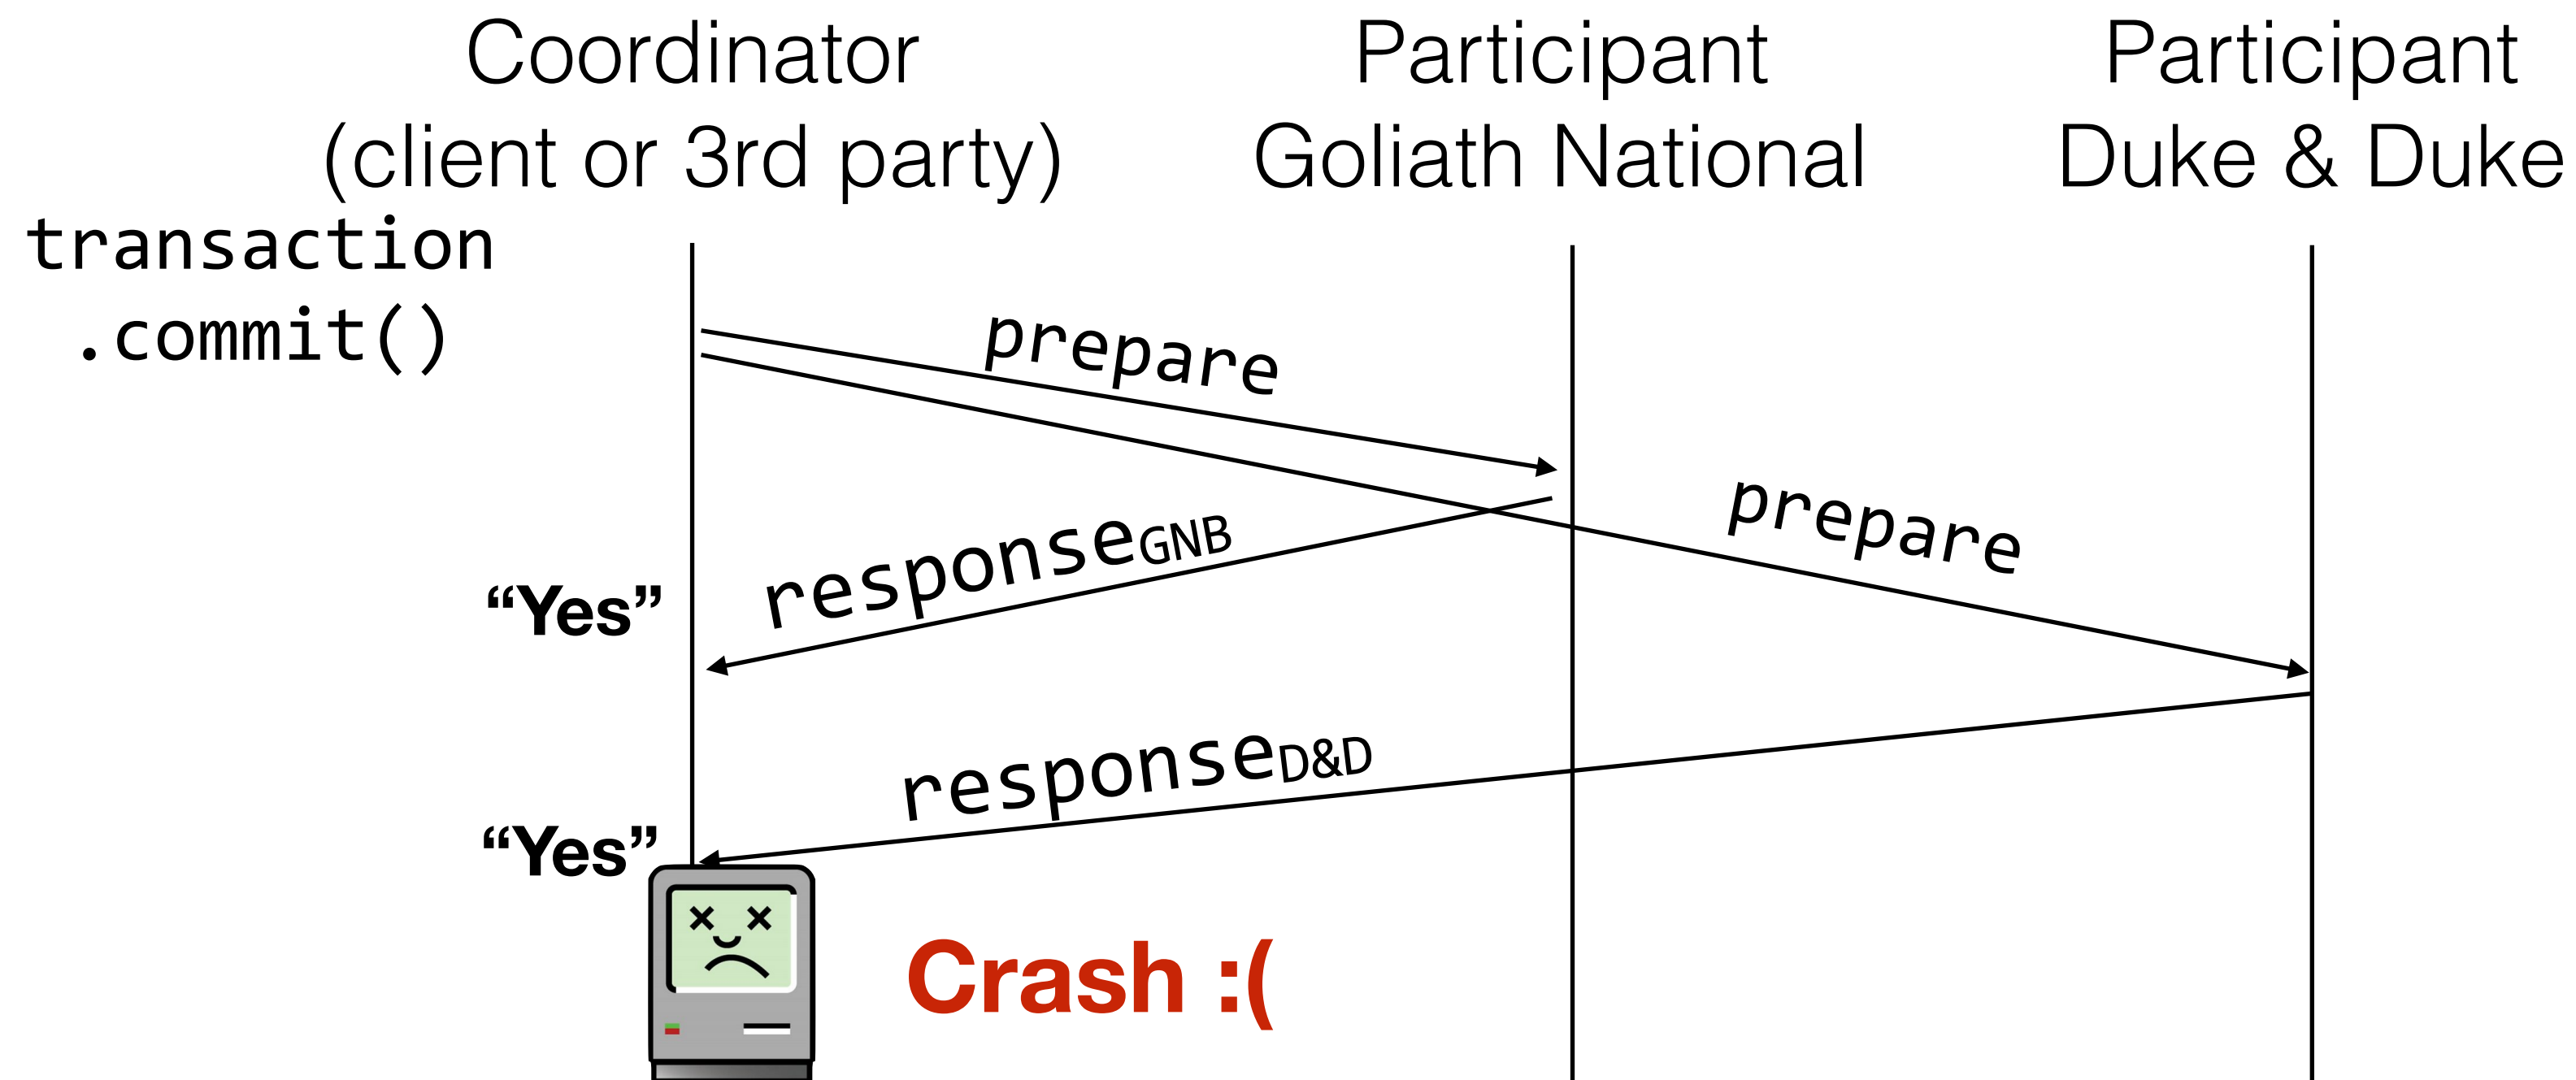 Coordinator
(client or 3rd party)
Participant
Goliath National
Participant
Duke & Duke
transaction
.commit()
prepare
prepare
responseGNB
“Yes”
responseD&D
“Yes”
Crash :(